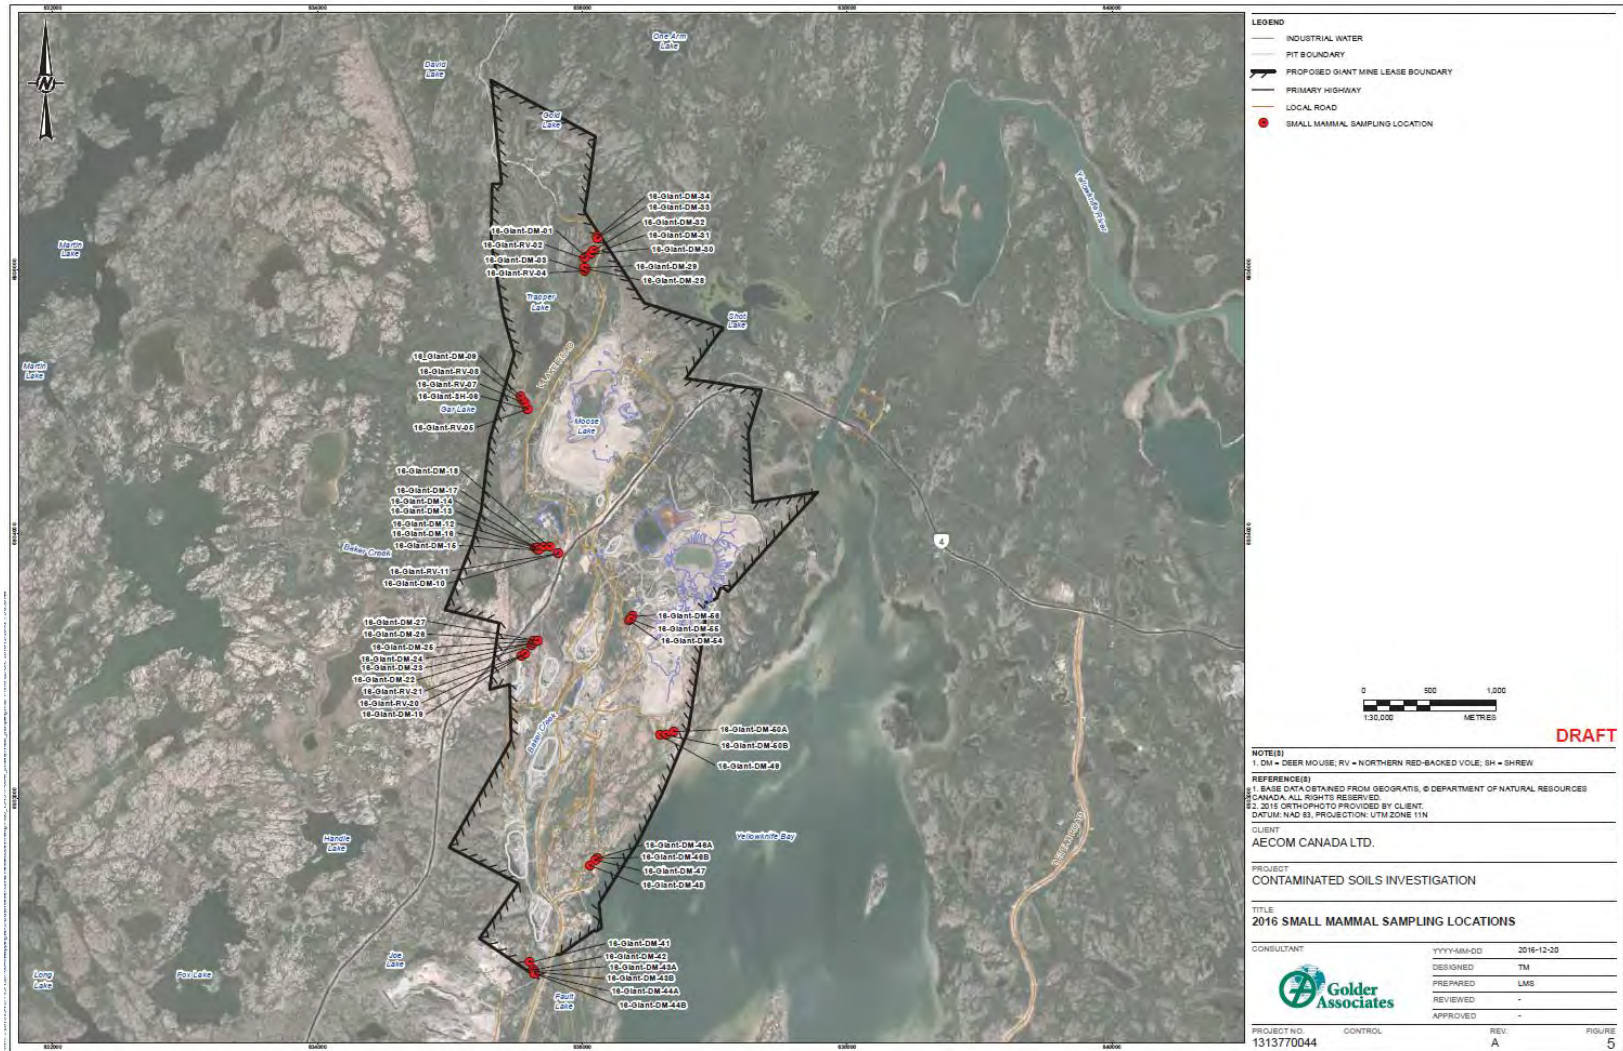 One Arm
Lake
David
Lake
Gold
Lake
N
Yellowknife River
Martin
Lake
16-Giant-DM-34
16-Giant-DM-33
16-Giant-DM-32
16-Giant-DM-31
16-Giant-DM-30
16-Giant-DM-29
16-Giant-DM-28
16-Giant-DM-01
16-Giant-RV-02
16-Giant-DM-03
16-Giant-RV-04
Trapper
Lake
Shot
Lake
Martin
Lake
16_Giant-DM-09
16-Giant-RV-08
16-Giant-RV-07
16-Giant-SH-06
Gar Lake
16-Giant-RV-05
Moose
Lake
16-Giant-DM-18
16-Giant-DM-17
16-Giant-DM-14
16-Giant-DM-13
16-Giant-DM-12
16-Giant-DM-16
16-Giant-DM-15
Baker Creek
16-Giant-RV-11
16-Giant-DM-10
4
16-Giant-DM-27
16-Giant-DM-26
16-Giant-DM-25
16-Giant-DM-24
16-Giant-DM-23
16-Giant-DM-22
16-Giant-RV-21
16-Giant-RV-20
16-Giant-DM-19
16-Giant-DM-56
16-Giant-DM-55
16-Giant-DM-54
Baker Creek
16-Giant-DM-50A
16-Giant-DM-50B
16-Giant-DM-49
Handle
Lake
Yellowknife Bay
16-Giant-DM-46A
16-Giant-DM-46B
16-Giant-DM-47
16-Giant-DM-48
16-Giant-DM-41
16-Giant-DM-42
16-Giant-DM-43A
16-Giant-DM-43B
16-Giant-DM-44A
16-Giant-DM-44B
Joe
Lake
Long
Lake
Fox Lake
Fault
Lake
LEGEND
INDUSTRIAL WATER
PIT BOUNDARY
PROPOSED GIANT MINE LEASE BOUNDARY
PRIMARY HIGHWAY
LOCAL ROAD
SMALL MAMMAL SAMPLING LOCATION
0 500 1,000
1:30,000 METRES
DRAFT
NOTE(S)
1. DM = DEER MOUSE; RV = NORTHERN RED-BACKED VOLE; SH = SHREW
REFERENCE(S)
1. BASE DATA OBTAINED FROM GEOGRATIS, © DEPARTMENT OF NATURAL RESOURCES
CANADA. ALL RIGHTS RESERVED.
2. 2015 ORTHOPHOTO PROVIDED BY CLIENT.
DATUM: NAD 83, PROJECTION: UTM ZONE 11N
CLIENT
AECOM CANADA LTD.
PROJECT
CONTAMINATED SOILS INVESTIGATION
TITLE
2016 SMALL MAMMAL SAMPLING LOCATIONS
CONSULTANT
Golder
Associates
YYYY-MM-DD 2016-12-20
DESIGNED TM
PREPARED LMS
REVIEWED -
APPROVED -
PROJECT NO. CONTROL REV. FIGURE
1313770044 A 5